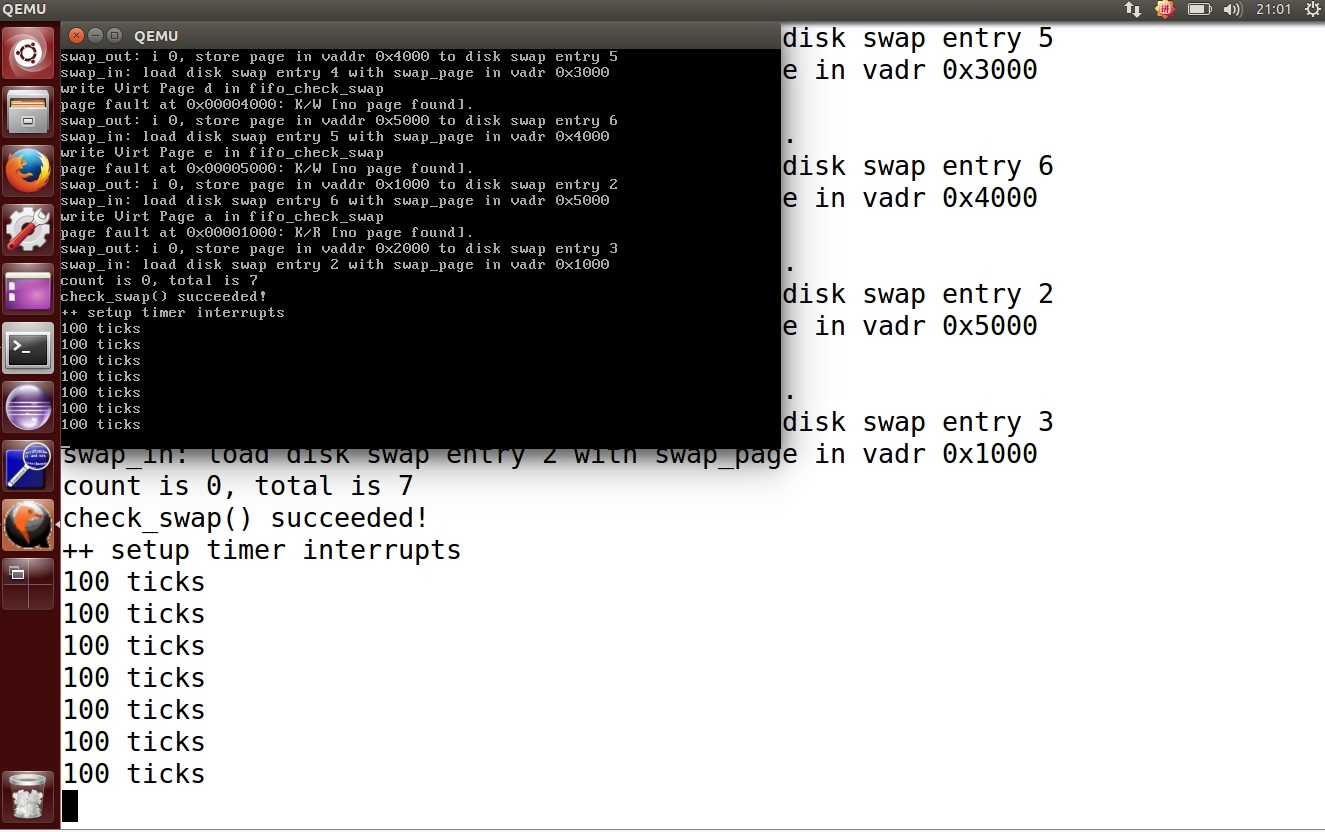 QEMU
21:01
QEMU
swap_out: i 0, store page in vaddr 0x4000 to disk swap entry 5
swap_in: load disk swap entry 4 with swap_page in vadr 0x3000
write Virt Page d in fifo_check_swap
page fault at 0x00004000: K/W [no page found].
swap_out: i 0, store page in vaddr 0x5000 to disk swap entry 6
swap_in: load disk swap entry 5 with swap_page in vadr 0x4000
write Virt Page e in fifo_check_swap
page fault at 0x00005000: K/W [no page found].
swap_out: i 0, store page in vaddr 0x1000 to disk swap entry 2
swap_in: load disk swap entry 6 with swap_page in vadr 0x5000
write Virt Page a in fifo_check_swap
page fault at 0x00001000: K/R [no page found].
swap_out: i 0, store page in vaddr 0x2000 to disk swap entry 3
swap_in: load disk swap entry 2 with swap_page in vadr 0x1000
count is 0, total is 7
check_swap() succeeded!
++ setup timer interrupts
100 ticks
100 ticks
100 ticks
100 ticks
100 ticks
100 ticks
100 ticks
disk swap entry 5
e in vadr 0x3000
.
disk swap entry 6
e in vadr 0x4000
.
disk swap entry 2
e in vadr 0x5000
.
disk swap entry 3
swap_in: load disk swap entry 2 with swap_page in vadr 0x1000
count is 0, total is 7
check_swap() succeeded!
++ setup timer interrupts
100 ticks
100 ticks
100 ticks
100 ticks
100 ticks
100 ticks
100 ticks